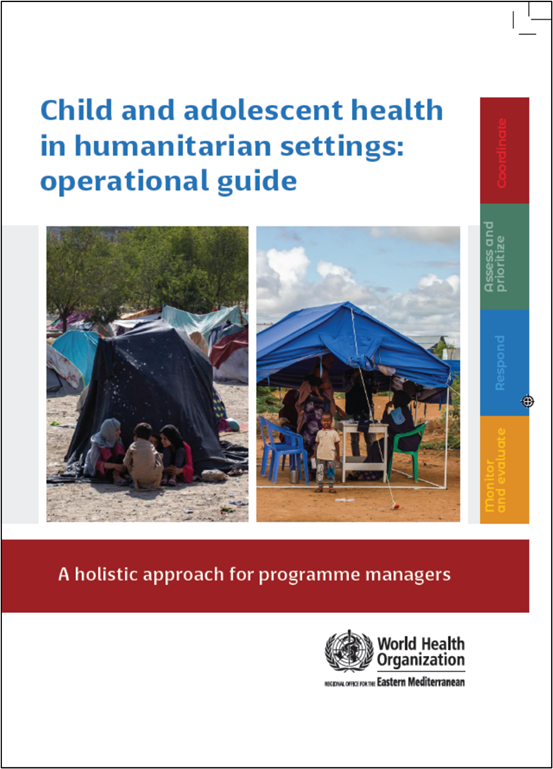 Child and adolescent health
in humanitarian settings:
operational guide
Coordinate
Assess and
prioritize
Respond
Monitor
and evaluate
A holistic approach for programme managers
World Health
Organization
REGIONAL OFFICE FOR THE Eastern Mediterranean